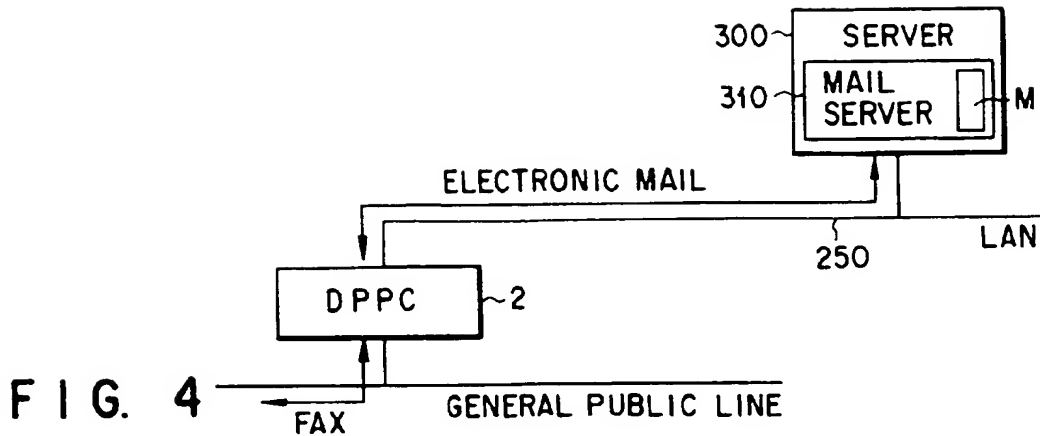 300
SERVER
310
MAIL
SERVER
M
ELECTRONIC MAIL
250
LAN
DPPC
2
FIG. 4
FAX
GENERAL PUBLIC LINE